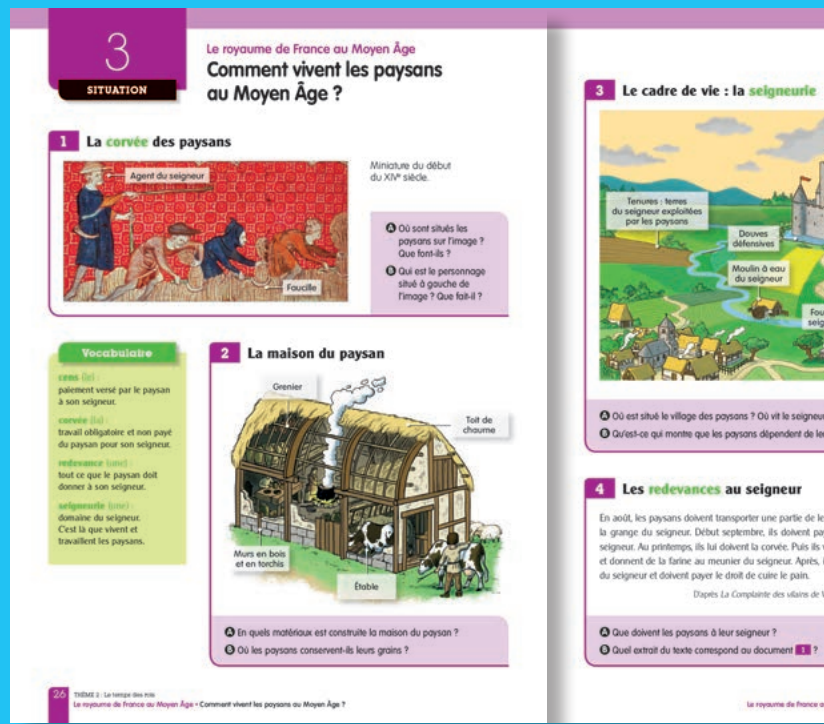 3
SITUATION
Le royaume de France au Moyen Âge
Comment vivent les paysans
au Moyen Âge ?
1 La corvée des paysans
Agent du seigneur
Faucille
Miniature du début
du XIVe siècle.
A Où sont situés les
paysans sur l'image ?
Que font-ils ?
B Qui est le personnage
situé à gauche de
l'image ? Que fait-il ?
Vocabulaire
cens (le) :
paiement versé par le paysan
à son seigneur.
corvée (la) :
travail obligatoire et non payé
du paysan pour son seigneur.
redevance (une) :
tout ce que le paysan doit
donner à son seigneur.
seigneurie (une) :
domaine du seigneur.
C'est là que vivent et
travaillent les paysans.
2 La maison du paysan
Grenier
Toit de
chaume
Murs en bois
et en torchis
Étable
A En quels matériaux est construite la maison du paysan ?
B Où les paysans conservent-ils leurs grains ?
26 THÈME 2 : Le temps des rois
Le royaume de France au Moyen Âge • Comment vivent les paysans au Moyen Âge ?
3 Le cadre de vie : la seigneurie
Tenures : terres
du seigneur exploitées
par les paysans
Douves
défensives
Moulin à eau
du seigneur
Fou
seig
A Où est situé le village des paysans ? Où vit le seigneur
B Qu'est-ce qui montre que les paysans dépendent de le
4 Les redevances au seigneur
En août, les paysans doivent transporter une partie de le
la grange du seigneur. Début septembre, ils doivent pay
seigneur. Au printemps, ils lui doivent la corvée. Puis ils v
et donnent de la farine au meunier du seigneur. Après, i
du seigneur et doivent payer le droit de cuire le pain.
D'après La Complainte des vilains de V
A Que doivent les paysans à leur seigneur ?
B Quel extrait du texte correspond au document 1 ?
Le royaume de France a